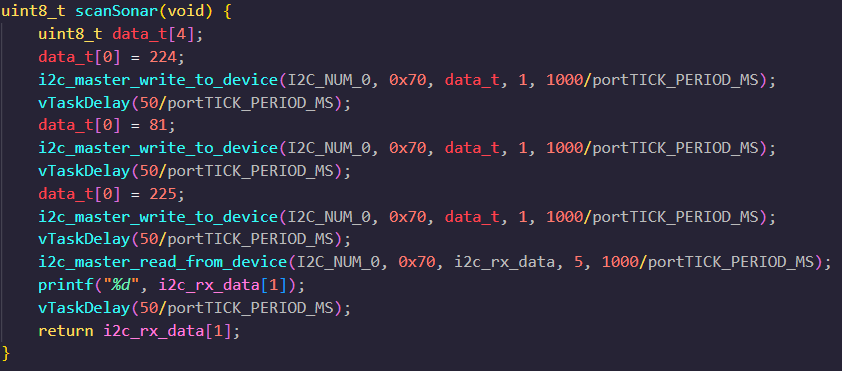 uint8_t scanSonar(void) {
    uint8_t data_t[4];
    data_t[0] = 224;
    i2c_master_write_to_device(I2C_NUM_0, 0x70, data_t, 1, 1000/portTICK_PERIOD_MS);
    vTaskDelay(50/portTICK_PERIOD_MS);
    data_t[0] = 81;
    i2c_master_write_to_device(I2C_NUM_0, 0x70, data_t, 1, 1000/portTICK_PERIOD_MS);
    vTaskDelay(50/portTICK_PERIOD_MS);
    data_t[0] = 225;
    i2c_master_write_to_device(I2C_NUM_0, 0x70, data_t, 1, 1000/portTICK_PERIOD_MS);
    vTaskDelay(50/portTICK_PERIOD_MS);
    i2c_master_read_from_device(I2C_NUM_0, 0x70, i2c_rx_data, 5, 1000/portTICK_PERIOD_MS);
    printf("%d", i2c_rx_data[1]);
    vTaskDelay(50/portTICK_PERIOD_MS);
    return i2c_rx_data[1];
}